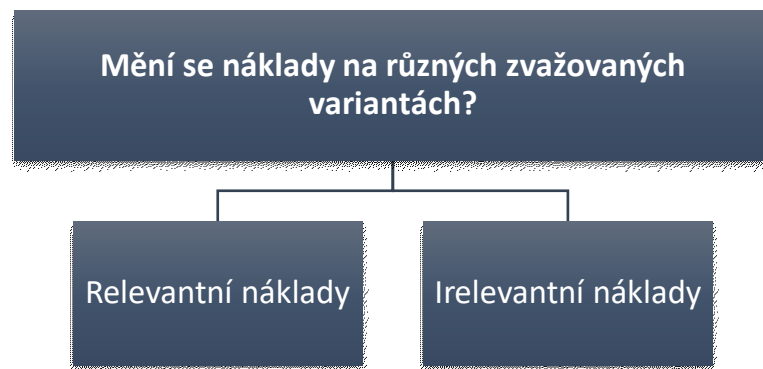 Mění se náklady na různých zvažovaných
variantách?
Relevantní náklady
Irelevantní náklady